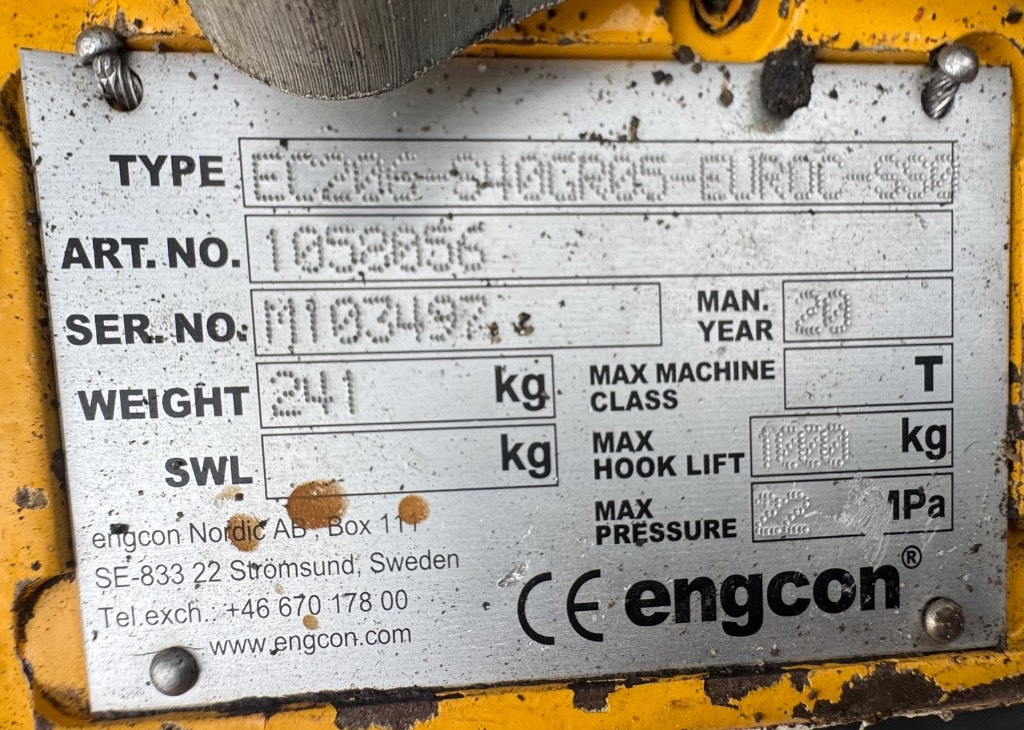 TYPE EC206-S40GR05-EUROC-SS0
ART. NO. 1052056
SER. NO. M103497
MAN. YEAR 20
WEIGHT 241 kg
MAX MACHINE CLASS T
SWL kg
MAX HOOK LIFT 1000 kg
MAX PRESSURE 22 MPa
engcon Nordic AB, Box 111
SE-833 22 Strömsund, Sweden
Tel.exch.: +46 670 178 00
www.engcon.com
CE engcon®